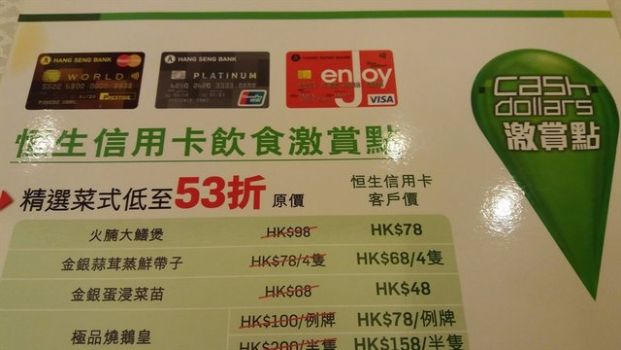 HANG SENG BANK
WORLD
HANG SENG BANK
PLATINUM
enJoy
VISA
cash
dollars
激賞點
恒生信用卡飲食激賞點
精選菜式低至53折 原價 恒生信用卡
客戶價
火腩大鱔煲 HK$98 HK$78
金銀蒜茸蒸鮮帶子 HK$78/4隻 HK$68/4隻
金銀蛋浸菜苗 HK$68 HK$48
極品燒鵝皇 HK$100/例牌 HK$78/例牌
HK$200/半隻 HK$158/半隻